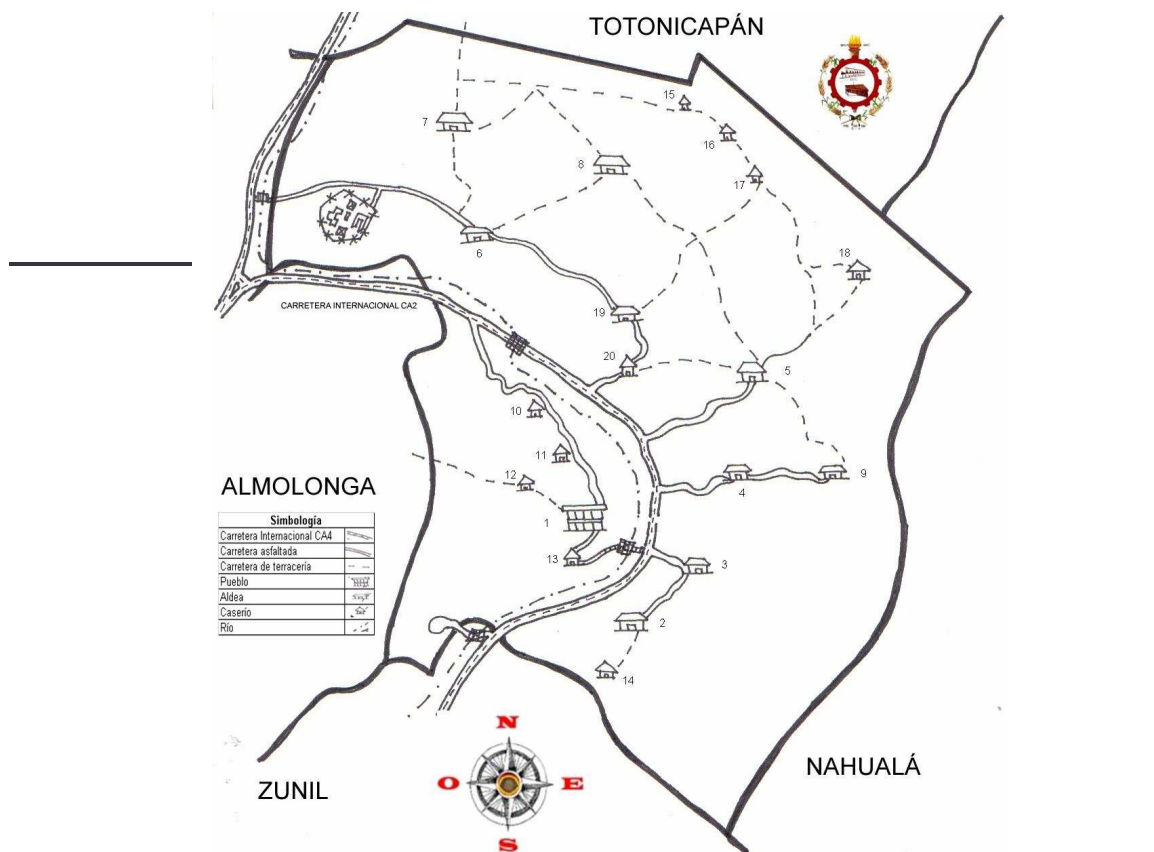 TOTONICAPÁN
15
7
16
8
17
6
18
CARRETERA INTERNACIONAL CA2
19
20
5
10
11
12
ALMOLONGA
4
9
Simbología
Carretera Internacional CA4
Carretera asfaltada
Carretera de terracería
Pueblo
Aldea
Caserío
Río
1
13
3
2
14
N
O
E
S
NAHUALÁ
ZUNIL